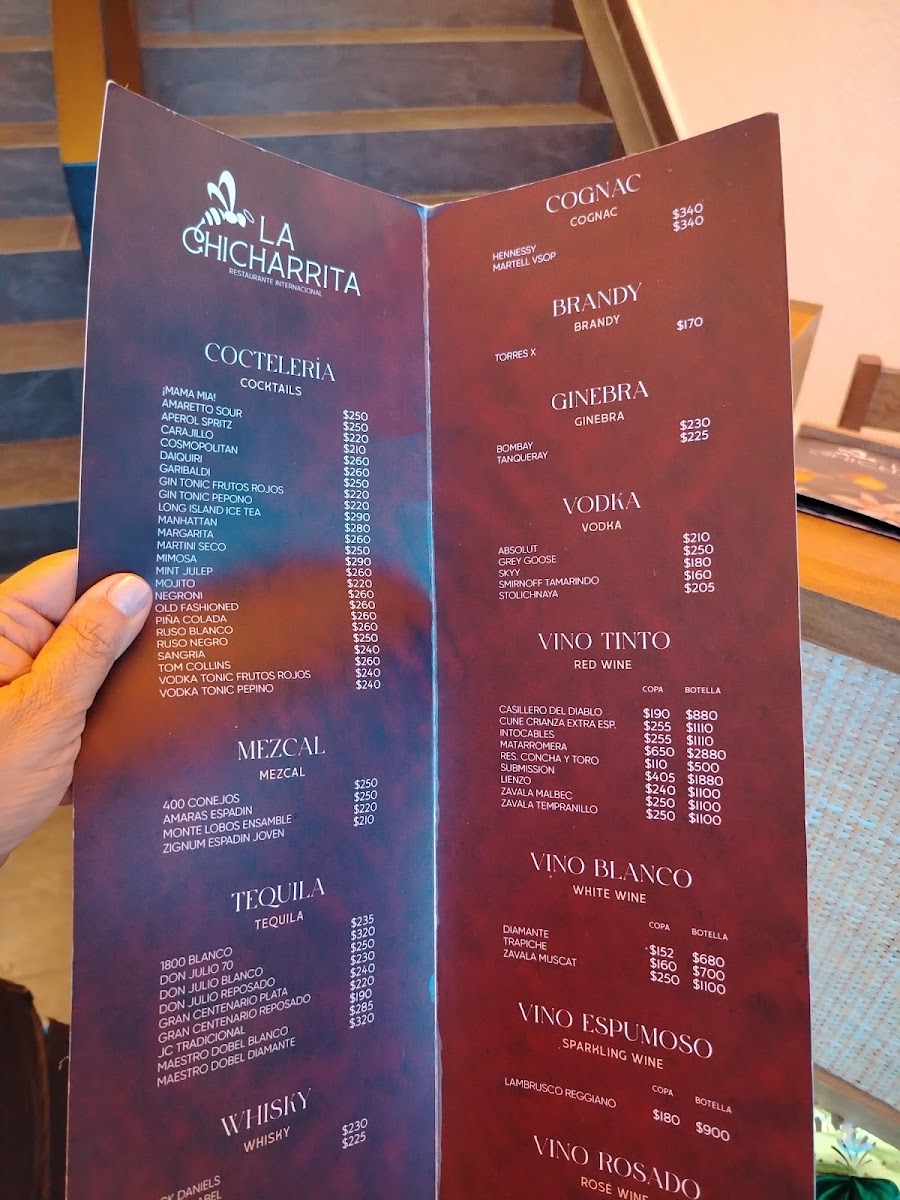 LA
CHICHARRITA
RESTAURANTE INTERNACIONAL
COCTELERÍA
COCKTAILS
¡MAMA MIA! $250
AMARETTO SOUR $250
APEROL SPRITZ $220
CARAJILLO $210
COSMOPOLITAN $260
DAIQUIRI $260
GARIBALDI $250
GIN TONIC FRUTOS ROJOS $220
GIN TONIC PEPONO $220
LONG ISLAND ICE TEA $290
MANHATTAN $280
MARGARITA $260
MARTINI SECO $250
MIMOSA $290
MINT JULEP $260
MOJITO $220
NEGRONI $260
OLD FASHIONED $260
PIÑA COLADA $260
RUSO BLANCO $260
RUSO NEGRO $250
SANGRIA $240
TOM COLLINS $260
VODKA TONIC FRUTOS ROJOS $240
VODKA TONIC PEPINO $240
MEZCAL
MEZCAL
400 CONEJOS $250
AMARAS ESPADIN $250
MONTE LOBOS ENSAMBLE $220
ZIGNUM ESPADIN JOVEN $210
TEQUILA
TEQUILA
1800 BLANCO $235
DON JULIO 70 $320
DON JULIO BLANCO $250
DON JULIO REPOSADO $230
GRAN CENTENARIO PLATA $240
GRAN CENTENARIO REPOSADO $220
JC TRADICIONAL $190
MAESTRO DOBEL BLANCO $285
MAESTRO DOBEL DIAMANTE $320
WHISKY
WHISKY
DANIELS $230
$225
COGNAC
COGNAC
HENNESSY $340
MARTELL VSOP $340
BRANDY
BRANDY
TORRES X $170
GINEBRA
GINEBRA
BOMBAY $230
TANQUERAY $225
VODKA
VODKA
ABSOLUT $210
GREY GOOSE $250
SKYY $180
SMIRNOFF TAMARINDO $160
STOLICHNAYA $205
VINO TINTO
RED WINE
COPA BOTELLA
CASILLERO DEL DIABLO $190 $880
CUNE CRIANZA EXTRA ESP. $255 $1110
INTOCABLES $255 $1110
MATARROMERA $650 $2880
RES. CONCHA Y TORO $110 $500
SUBMISSION $405 $1880
LIENZO $240 $1100
ZAVALA MALBEC $250 $1100
ZAVALA TEMPRANILLO $250 $1100
VINO BLANCO
WHITE WINE
COPA BOTELLA
DIAMANTE $152 $680
TRAPICHE $160 $700
ZAVALA MUSCAT $250 $1100
VINO ESPUMOSO
SPARKLING WINE
COPA BOTELLA
LAMBRUSCO REGGIANO $180 $900
VINO ROSADO
ROSÉ WINE